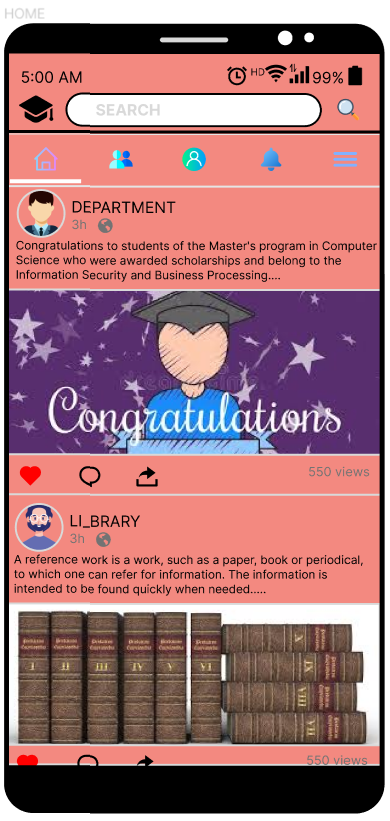 HOME
5:00 AM HD 99%
SEARCH
DEPARTMENT
3h
Congratulations to students of the Master's program in Computer
Science who were awarded scholarships and belong to the
Information Security and Business Processing....
Congratulations
550 views
LI_BRARY
3h
A reference work is a work, such as a paper, book or periodical,
to which one can refer for information. The information is
intended to be found quickly when needed.....
I II III IV V VI
X
IX
VIII
VII
550 views